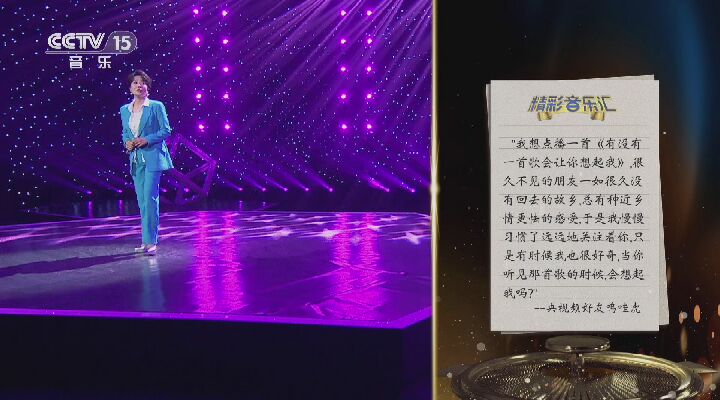 CCTV 15
音乐
精彩音乐汇
"我想点播一首《有没有
一首歌会让你想起我》,很
久不见的朋友一如很久没
有回去的故乡,总有种近乡
情更怯的感受,于是我慢慢
习惯了远远地关注着你,只
是有时候我也很好奇,当你
听见那首歌的时候,会想起
我吗?"
--央视频好友呜哇虎